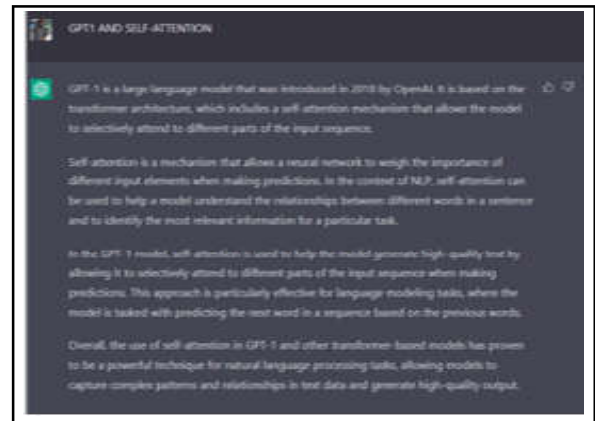 GPT1 AND SELF-ATTENTION
GPT-1 is a large language model that was introduced in 2018 by OpenAI. It is based on the
transformer architecture, which includes a self-attention mechanism that allows the model
to selectively attend to different parts of the input sequence.
Self-attention is a mechanism that allows a neural network to weigh the importance of
different input elements when making predictions. In the context of NLP, self-attention can
be used to help a model understand the relationships between different words in a sentence
and to identify the most relevant information for a particular task.
In the GPT-1 model, self-attention is used to help the model generate high-quality text by
allowing it to selectively attend to different parts of the input sequence when making
predictions. This approach is particularly effective for language modeling tasks, where the
model is tasked with predicting the next word in a sequence based on the previous words.
Overall, the use of self-attention in GPT-1 and other transformer-based models has proven
to be a powerful technique for natural language processing tasks, allowing models to
capture complex patterns and relationships in text data and generate high-quality output.